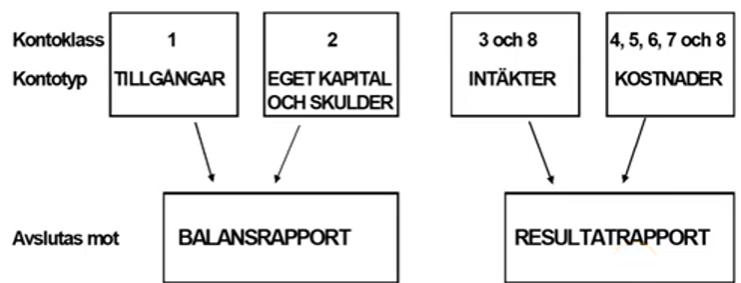 Kontoklass 1 2 3 och 8 4, 5, 6, 7 och 8
Kontotyp TILLGÅNGAR EGET KAPITAL INTÄKTER KOSTNADER
OCH SKULDER
Avslutas mot BALANSRAPPORT RESULTATRAPPORT